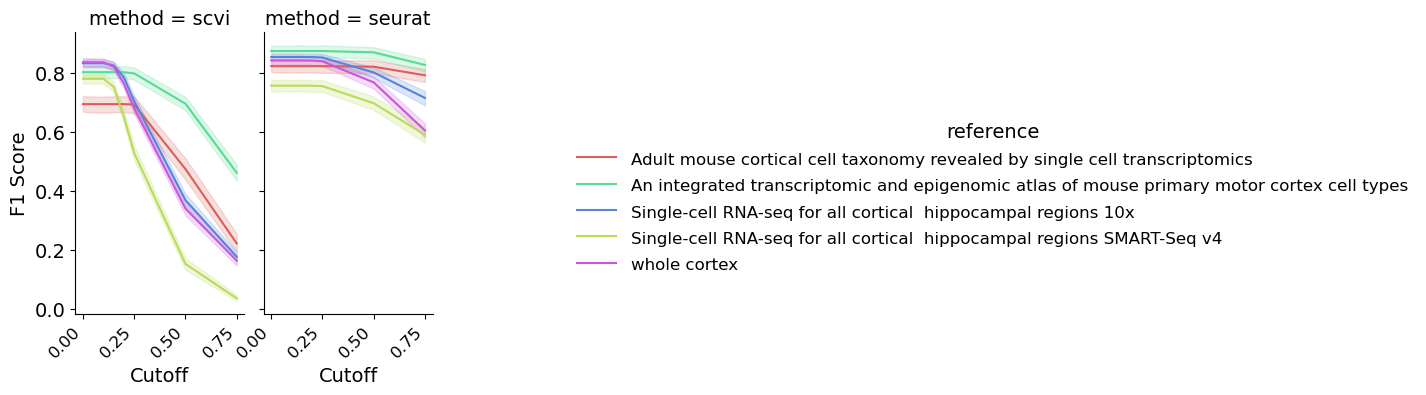 method = scvi
method = seurat
F1 Score
0.8
0.6
0.4
0.2
0.0
0.00
0.25
0.50
0.75
0.00
0.25
0.50
0.75
Cutoff
Cutoff
reference
Adult mouse cortical cell taxonomy revealed by single cell transcriptomics
An integrated transcriptomic and epigenomic atlas of mouse primary motor cortex cell types
Single-cell RNA-seq for all cortical  hippocampal regions 10x
Single-cell RNA-seq for all cortical  hippocampal regions SMART-Seq v4
whole cortex